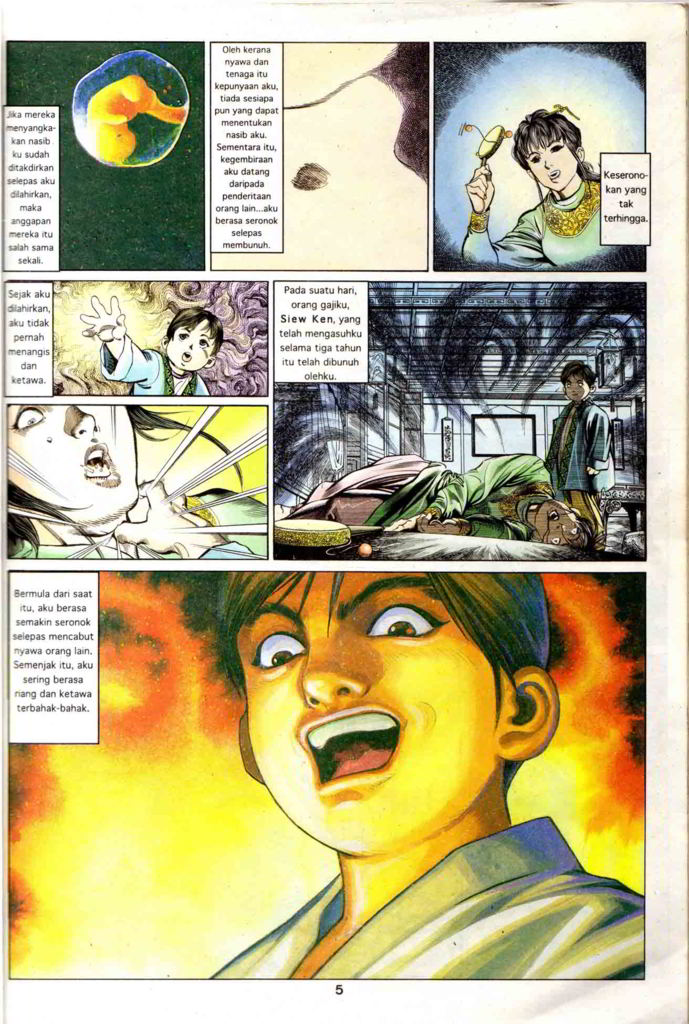 Jika mereka
menyangka-
kan nasib
ku sudah
ditakdirkan
selepas aku
dilahirkan,
maka
anggapan
mereka itu
salah sama
sekali.
Oleh kerana
nyawa dan
tenaga itu
kepunyaan aku,
tiada sesiapa
pun yang dapat
menentukan
nasib aku.
Sementara itu,
kegembiraan
aku datang
daripada
penderitaan
orang lain...aku
berasa seronok
selepas
membunuh.
Keserono-
kan yang
tak
terhingga.
Sejak aku
dilahirkan,
aku tidak
pernah
menangis
dan
ketawa.
Pada suatu hari,
orang gajiku,
Siew Ken, yang
telah mengasuhku
selama tiga tahun
itu telah dibunuh
olehku.
Bermula dari saat
itu, aku berasa
semakin seronok
selepas mencabut
nyawa orang lain.
Semenjak itu, aku
sering berasa
riang dan ketawa
terbahak-bahak.
5